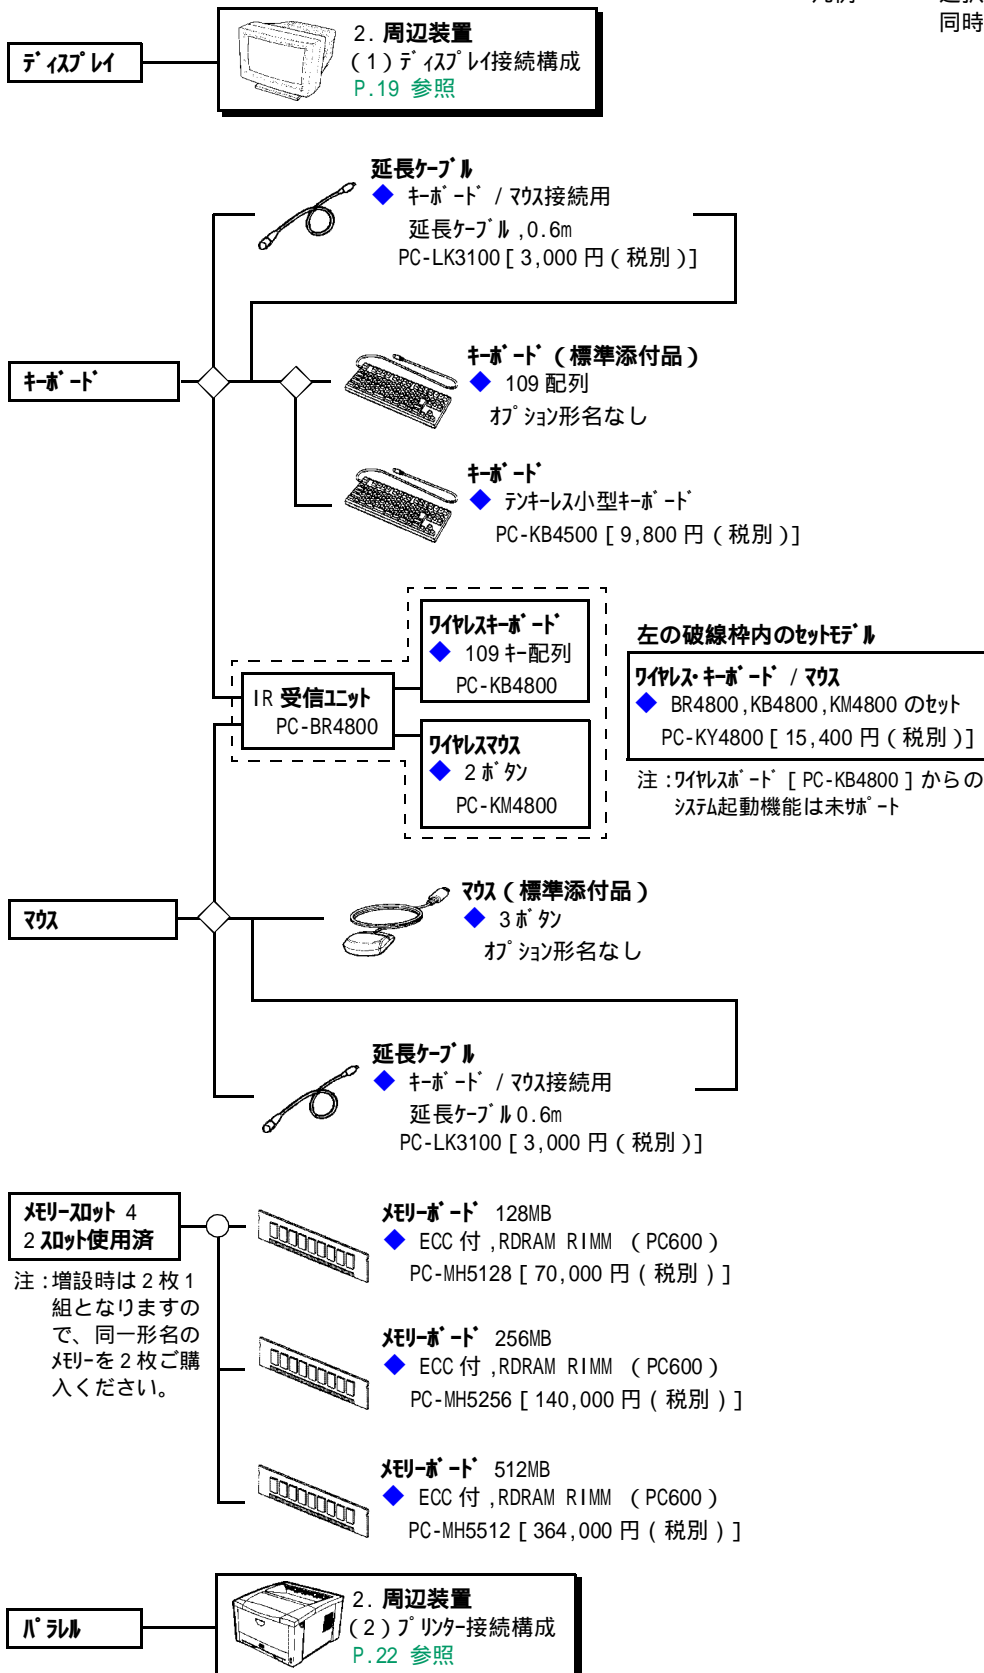 同時
ディスプレイ
2. 周辺装置
(1)ディスプレイ接続構成
P.19 参照
延長ケーブル
◆ キーボード / マウス接続用
延長ケーブル ,0.6m
PC-LK3100 [ 3,000 円 ( 税別 )]
キーボード
キーボード ( 標準添付品 )
◆ 109 配列
オプション形名なし
キーボード
◆ テンキーレス小型キーボード
PC-KB4500 [ 9,800 円 ( 税別 )]
ワイヤレスキーボード
◆ 109 キー配列
PC-KB4800
IR 受信ユニット
PC-BR4800
ワイヤレスマウス
◆ 2 ボタン
PC-KM4800
左の破線枠内のセットモデル
ワイヤレス・キーボード / マウス
◆ BR4800 ,KB4800 ,KM4800 のセット
PC-KY4800 [ 15,400 円 ( 税別 )]
注 :ワイヤレスボード [ PC-KB4800 ] からの
システム起動機能は未サポート
マウス
マウス ( 標準添付品 )
◆ 3 ボタン
オプション形名なし
延長ケーブル
◆ キーボード / マウス接続用
延長ケーブル 0.6m
PC-LK3100 [ 3,000 円 ( 税別 )]
メモリースロット 4
2 スロット使用済
注 :増設時は 2 枚 1
組となりますの
で、同一形名の
メモリーを 2 枚ご購
入ください。
メモリーボード 128MB
◆ ECC 付 ,RDRAM RIMM ( PC600 )
PC-MH5128 [ 70,000 円 ( 税別 ) ]
メモリーボード 256MB
◆ ECC 付 ,RDRAM RIMM ( PC600 )
PC-MH5256 [ 140,000 円 ( 税別 ) ]
メモリーボード 512MB
◆ ECC 付 ,RDRAM RIMM ( PC600 )
PC-MH5512 [ 364,000 円 ( 税別 ) ]
パラレル
2. 周辺装置
(2)プリンター接続構成
P.22 参照